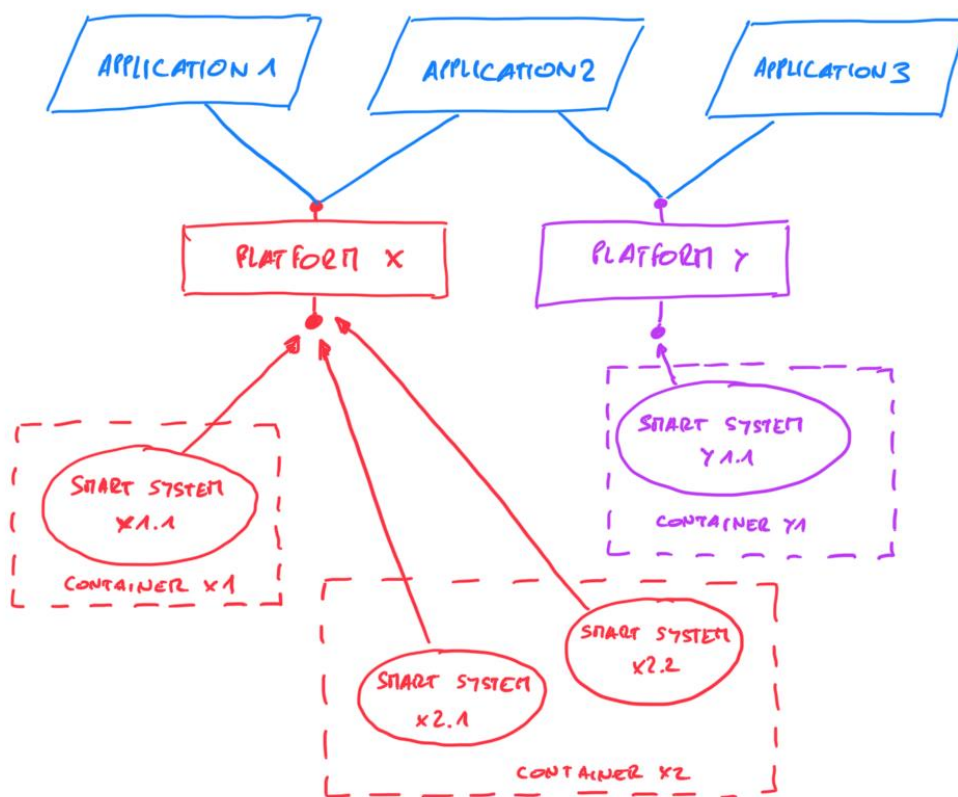 APPLICATION 1
APPLICATION 2
APPLICATION 3
PLATFORM X
PLATFORM Y
SMART SYSTEM
Y1.1
CONTAINER Y1
SMART SYSTEM
X1.1
CONTAINER X1
SMART SYSTEM
X2.1
SMART SYSTEM
X2.2
CONTAINER X2